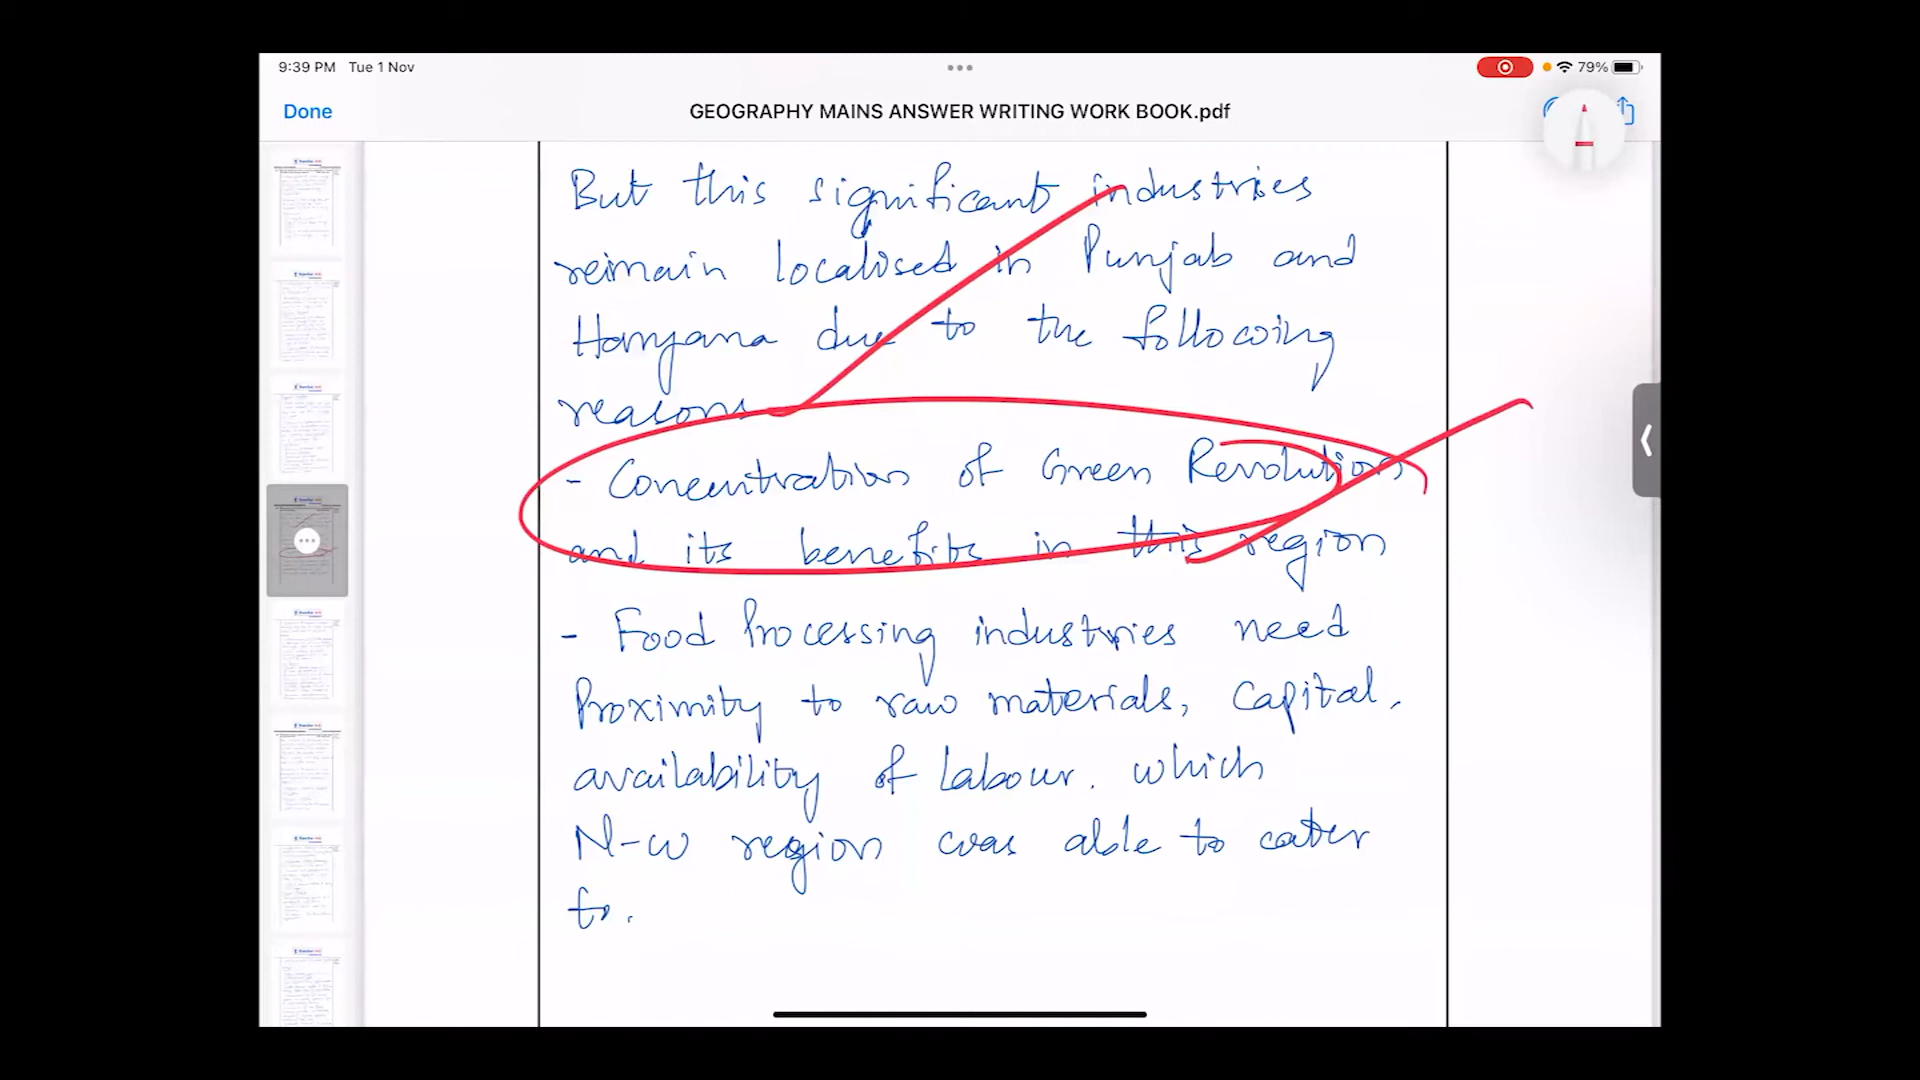 9:39 PM Tue 1 Nov
79%
Done
GEOGRAPHY MAINS ANSWER WRITING WORK BOOK.pdf
But this significant industries
remain localised in Punjab and
Haryana due to the following
reasons
- Concentration of Green Revolution
and its benefits in this region
- Food Processing industries need
Proximity to raw materials, Capital,
availability of labour. which
N-W region was able to cater
to.